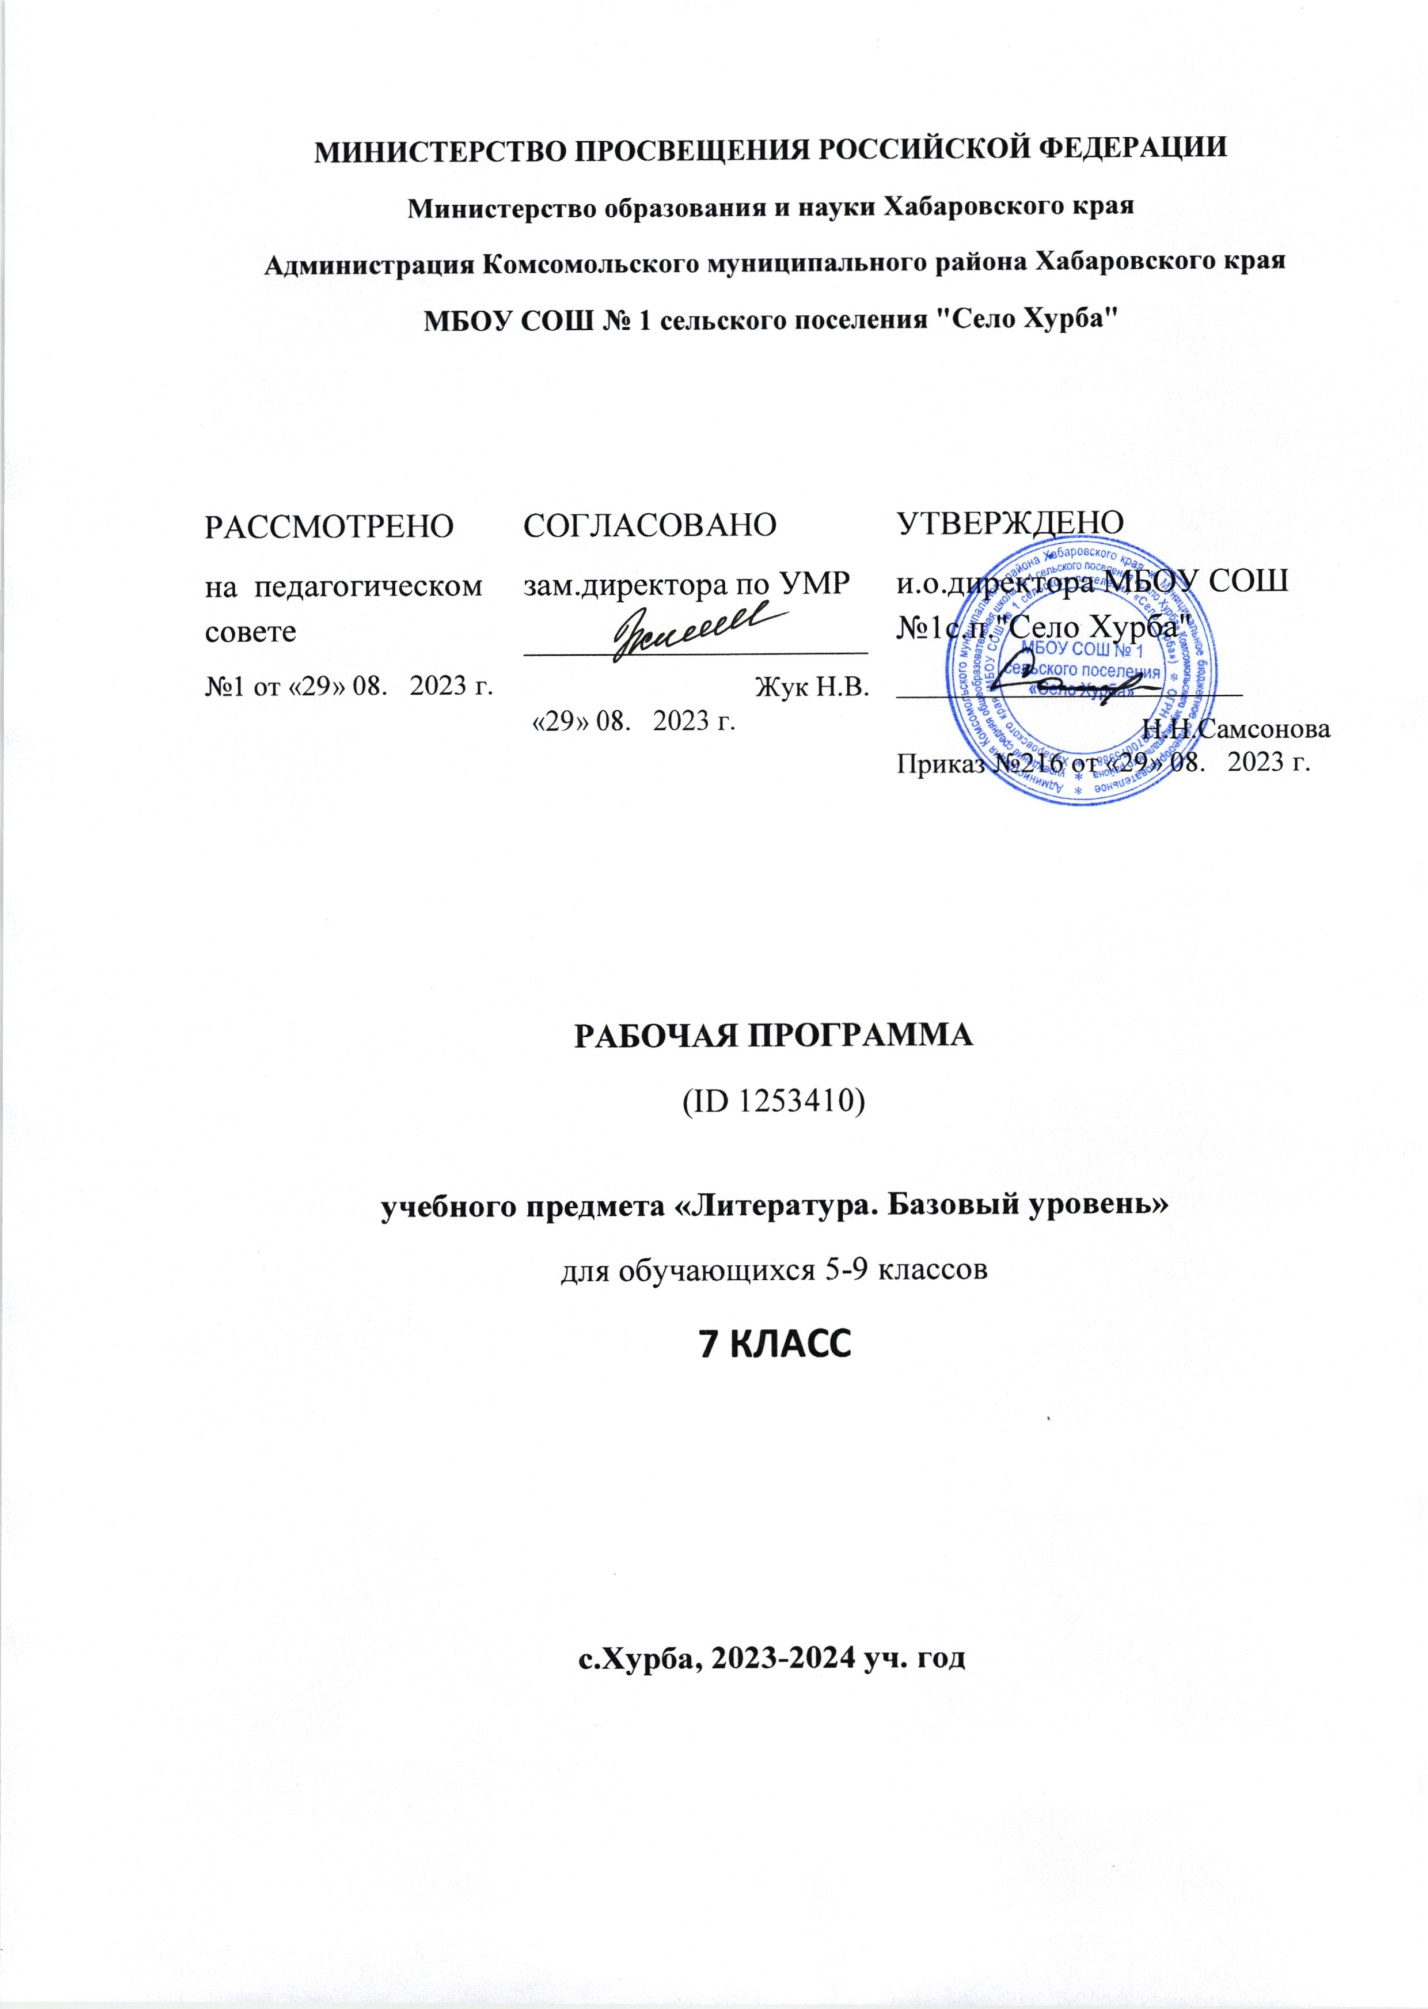 МИНИСТЕРСТВО ПРОСВЕЩЕНИЯ РОССИЙСКОЙ ФЕДЕРАЦИИ
Министерство образования и науки Хабаровского края
Администрация Комсомольского муниципального района Хабаровского края
МБОУ СОШ № 1 сельского поселения "Село Хурба"
РАССМОТРЕНО
на педагогическом
совете
№1 от «29» 08. 2023 г.
СОГЛАСОВАНО
зам.директора по УМР
Жук Н.В.
«29» 08. 2023 г.
УТВЕРЖДЕНО
и.о.директора МБОУ СОШ
№1с.п."Село Хурба"
Н.Н.Самсонова
Приказ №216 от «29» 08. 2023 г.
МБОУ СОШ № 1
сельского поселения
«Село Хурба»
РАБОЧАЯ ПРОГРАММА
(ID 1253410)
учебного предмета «Литература. Базовый уровень»
для обучающихся 5-9 классов
7 КЛАСС
с.Хурба, 2023-2024 уч. год